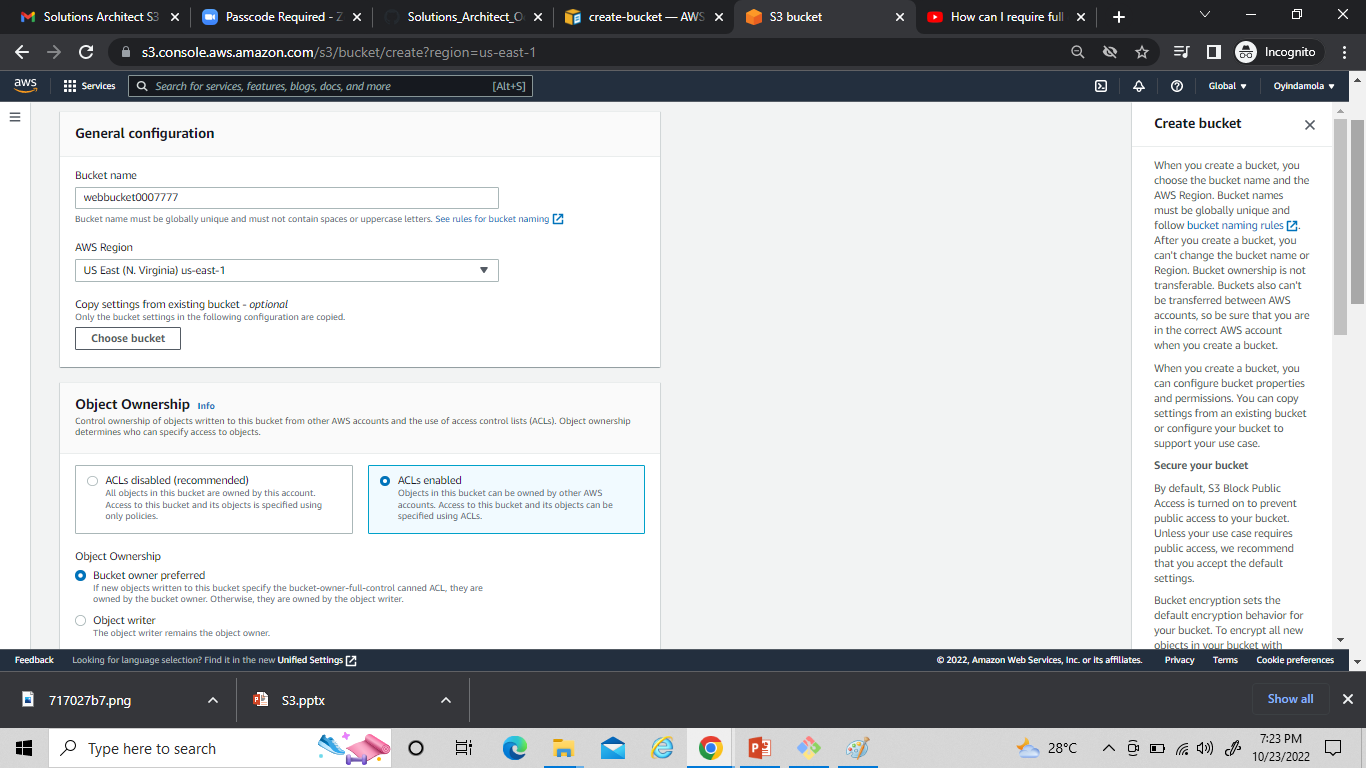 Solutions Architect S3
Passcode Required - Z
Solutions_Architect_O
create-bucket — AWS
S3 bucket
How can I require full
s3.console.aws.amazon.com/s3/bucket/create?region=us-east-1
Incognito
aws
Services
Search for services, features, blogs, docs, and more
[Alt+S]
Global
Oyindamola
General configuration
Bucket name
webbucket0007777
Bucket name must be globally unique and must not contain spaces or uppercase letters. See rules for bucket naming
AWS Region
US East (N. Virginia) us-east-1
Copy settings from existing bucket - optional
Only the bucket settings in the following configuration are copied.
Choose bucket
Object Ownership Info
Control ownership of objects written to this bucket from other AWS accounts and the use of access control lists (ACLs). Object ownership
determines who can specify access to objects.
ACLs disabled (recommended)
All objects in this bucket are owned by this account.
Access to this bucket and its objects is specified using
only policies.
ACLs enabled
Objects in this bucket can be owned by other AWS
accounts. Access to this bucket and its objects can be
specified using ACLs.
Object Ownership
Bucket owner preferred
If new objects written to this bucket specify the bucket-owner-full-control canned ACL, they are
owned by the bucket owner. Otherwise, they are owned by the object writer.
Object writer
The object writer remains the object owner.
Create bucket
When you create a bucket, you
choose the bucket name and the
AWS Region. Bucket names
must be globally unique and
follow bucket naming rules.
After you create a bucket, you
can't change the bucket name or
Region. Bucket ownership is not
transferable. Buckets also can't
be transferred between AWS
accounts, so be sure that you are
in the correct AWS account
when you create a bucket.
When you create a bucket, you
can configure bucket properties
and permissions. You can copy
settings from an existing bucket
or configure your bucket to
support your use case.
Secure your bucket
By default, S3 Block Public
Access is turned on to prevent
public access to your bucket.
Unless your use case requires
public access, we recommend
that you accept the default
settings.
Bucket encryption sets the
default encryption behavior for
your bucket. To encrypt all new
objects in your bucket with
Feedback
Looking for language selection? Find it in the new Unified Settings
© 2022, Amazon Web Services, Inc. or its affiliates.
Privacy
Terms
Cookie preferences
717027b7.png
S3.pptx
Show all
Type here to search
28°C
7:23 PM
10/23/2022